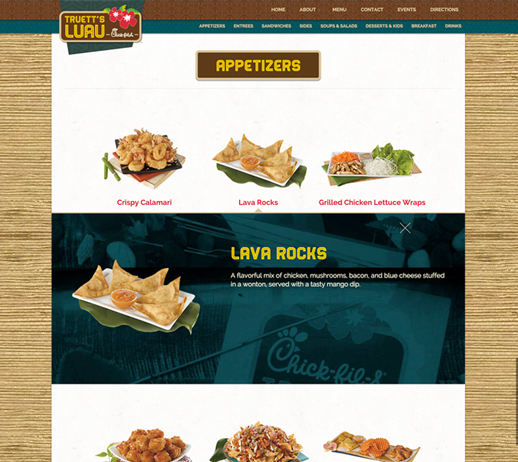 TRUETT'S
LUAU
Chick-fil-A
HOME ABOUT MENU CONTACT EVENTS DIRECTIONS
APPETIZERS ENTREES SANDWICHES SIDES SOUPS & SALADS DESSERTS & KIDS BREAKFAST DRINKS
APPETIZERS
Crispy Calamari Lava Rocks Grilled Chicken Lettuce Wraps
LAVA ROCKS
A flavorful mix of chicken, mushrooms, bacon, and blue cheese stuffed
in a wonton, served with a tasty mango dip.
Chick-fil-A